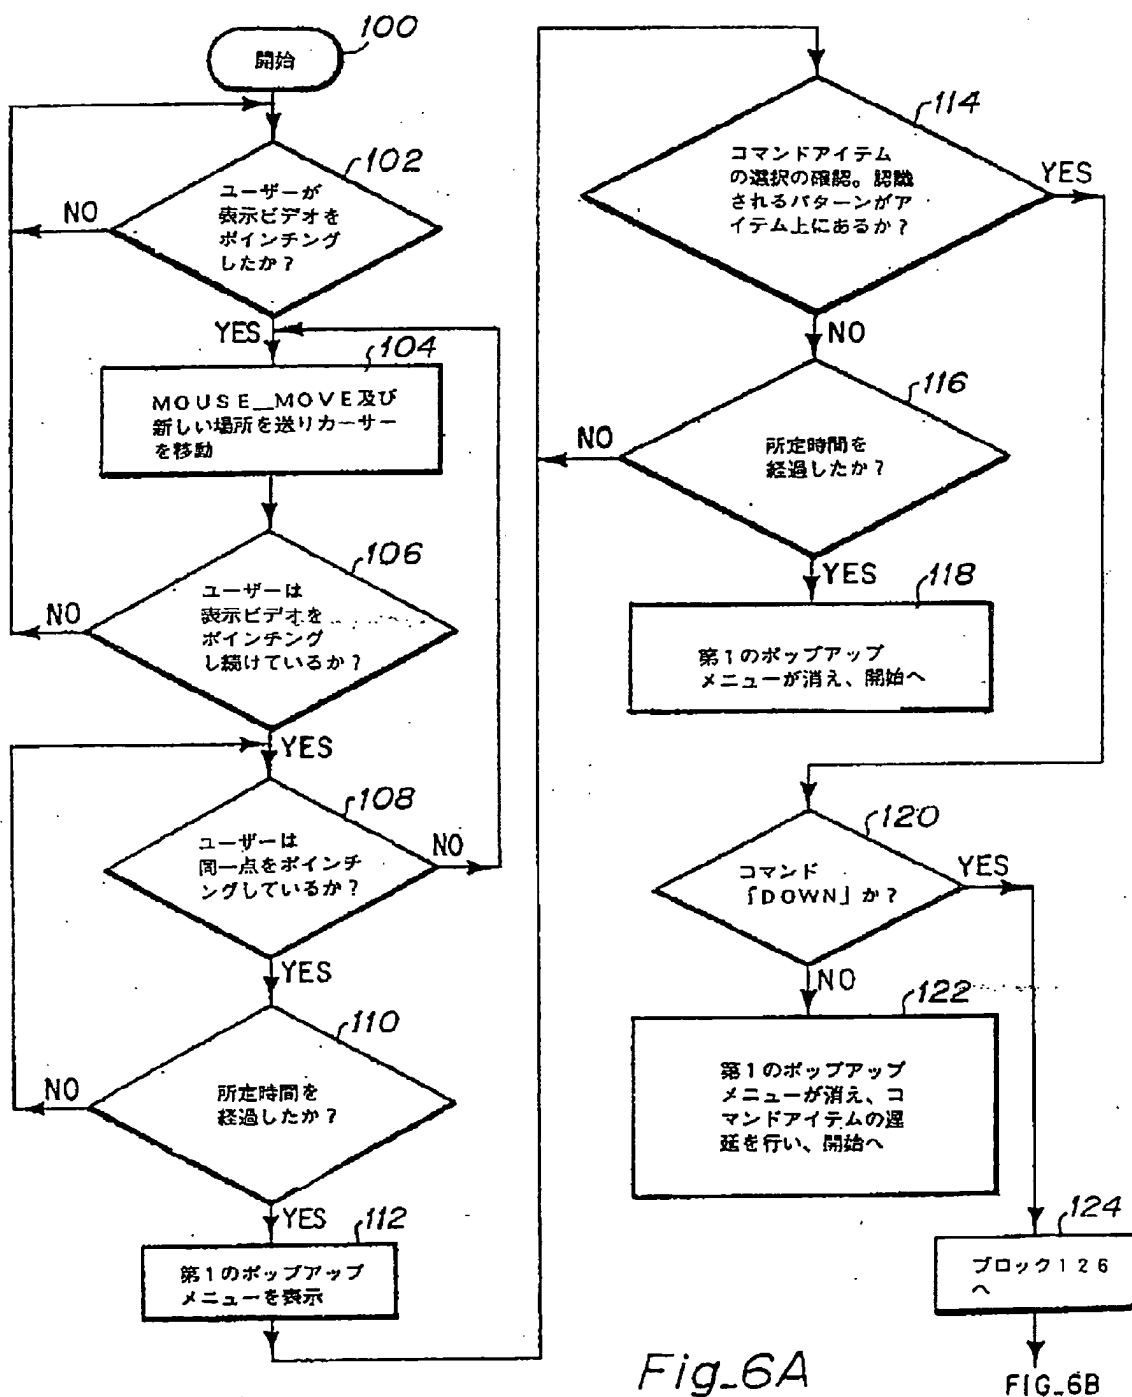 100
開始
102
ユーザーが
表示ビデオを
ポインチング
したか?
NO
YES
104
MOUSE_MOVE及び
新しい場所を送りカーサー
を移動
106
ユーザーは
表示ビデオを
ポインチング
し続けているか?
NO
YES
108
ユーザーは
同一点をポインチ
ングしているか?
NO
YES
110
所定時間を
経過したか?
NO
YES
112
第1のポップアップ
メニューを表示
114
コマンドアイテム
の選択の確認。認識
されるパターンがア
イテム上にあるか?
YES
NO
116
所定時間を
経過したか?
NO
YES
118
第1のポップアップ
メニューが消え、開始へ
120
コマンド
「DOWN」か?
YES
NO
122
第1のポップアップ
メニューが消え、コ
マンドアイテムの遅
延を行い、開始へ
124
ブロック126
へ
Fig_6A
FIG_6B